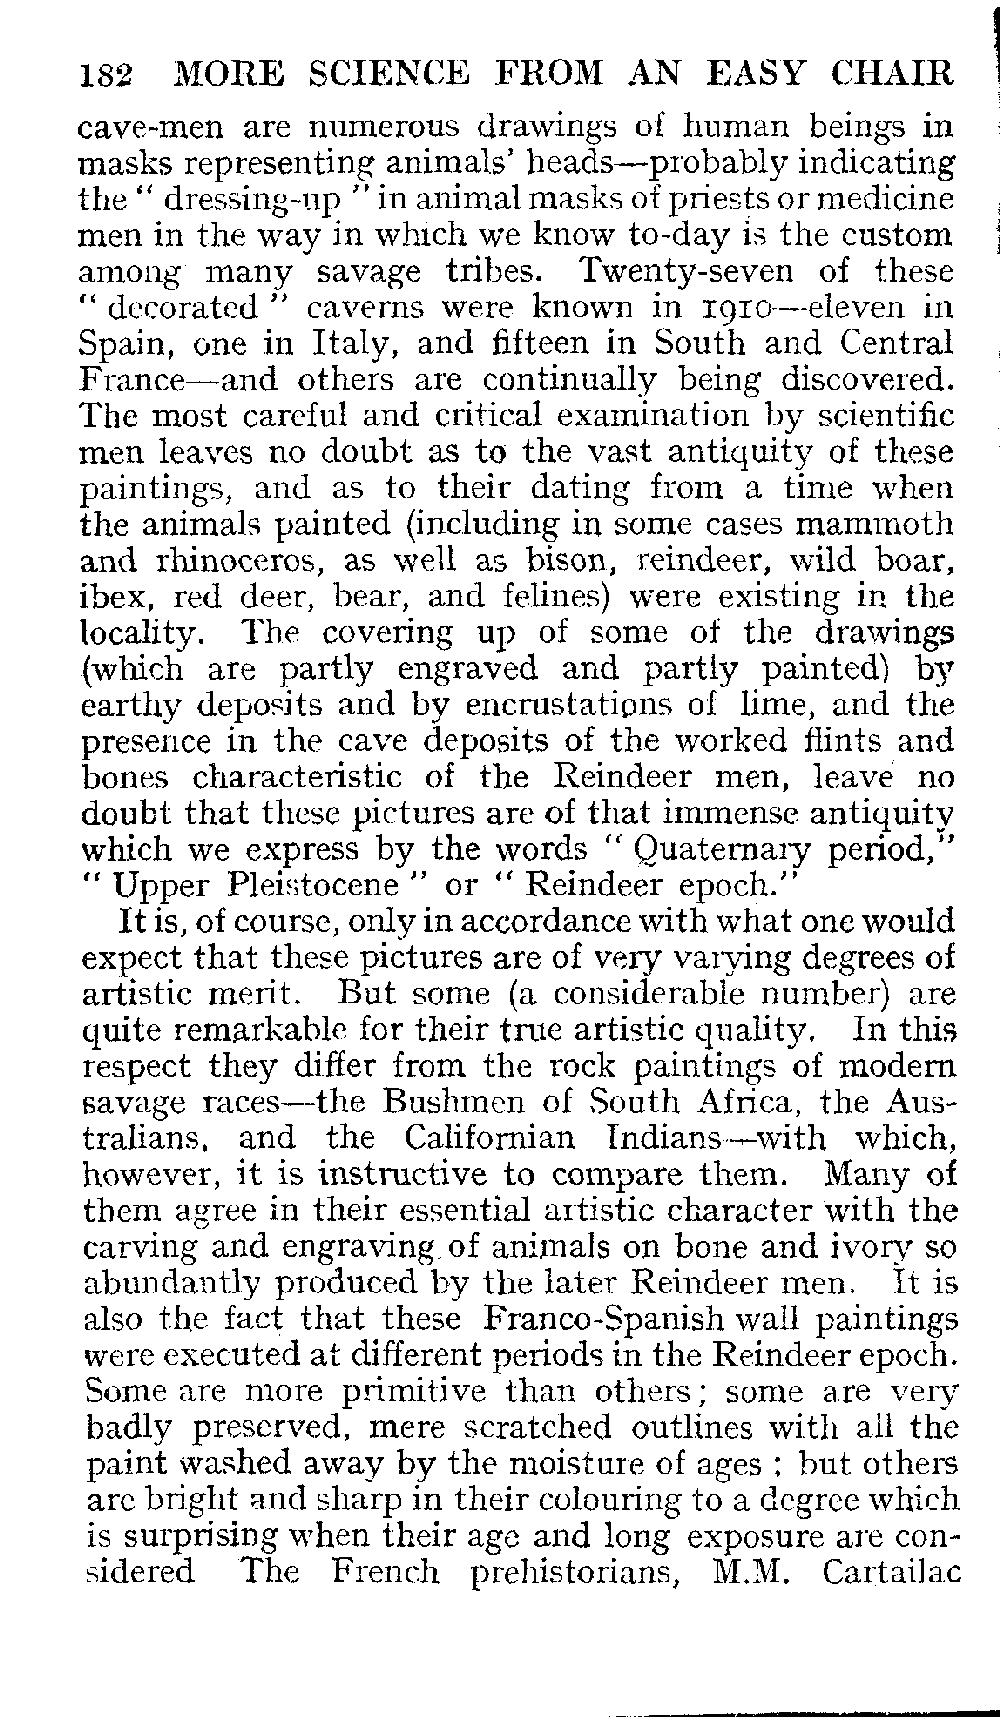 182 MORE SCIENCE FROM AN EASY CHAIR
cave-men are numerous drawings of human beings in
masks representing animals' heads—probably indicating
the " dressing-up " in animal masks of priests or medicine
men in the way in which we know to-day is the custom
among many savage tribes. Twenty-seven of these
" decorated " caverns were known in 1910—eleven in
Spain, one in Italy, and fifteen in South and Central
France—and others are continually being discovered.
The most careful and critical examination by scientific
men leaves no doubt as to the vast antiquity of these
paintings, and as to their dating from a time when
the animals painted (including in some cases mammoth
and rhinoceros, as well as bison, reindeer, wild boar,
ibex, red deer, bear, and felines) were existing in the
locality. The covering up of some of the drawings
(which are partly engraved and partly painted) by
earthy deposits and by encrustations of lime, and the
presence in the cave deposits of the worked flints and
bones characteristic of the Reindeer men, leave no
doubt that these pictures are of that immense antiquity
which we express by the words " Quaternary period,"
" Upper Pleistocene " or " Reindeer epoch."
It is, of course, only in accordance with what one would
expect that these pictures are of very varying degrees of
artistic merit. But some (a considerable number) are
quite remarkable for their true artistic quality. In this
respect they differ from the rock paintings of modern
savage races—the Bushmen of South Africa, the Aus-
tralians, and the Californian Indians—with which,
however, it is instructive to compare them. Many of
them agree in their essential artistic character with the
carving and engraving of animals on bone and ivory so
abundantly produced by the later Reindeer men. It is
also the fact that these Franco-Spanish wall paintings
were executed at different periods in the Reindeer epoch.
Some are more primitive than others; some are very
badly preserved, mere scratched outlines with all the
paint washed away by the moisture of ages ; but others
are bright and sharp in their colouring to a degree which
is surprising when their age and long exposure are con-
sidered The French prehistorians, M.M. Cartailac